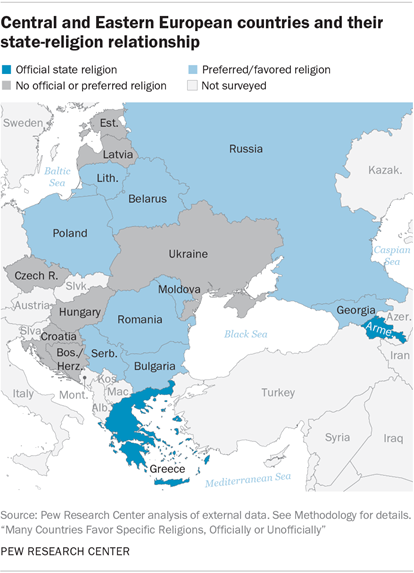 Central and Eastern European countries and their
state-religion relationship
Official state religion
Preferred/favored religion
No official or preferred religion
Not surveyed
Sweden
Est.
Russia
Latvia
Baltic
Sea
Kazak.
Lith.
Belarus
Poland
Caspian
Sea
Ukraine
Czech R.
Slvk.
Moldova
Austria
Hungary
Romania
Georgia
Azer.
Slva.
Croatia
Arme.
Black Sea
Bos./
Herz.
Serb.
Iran
Bulgaria
Kos.
Italy
Mont.
Mac.
Turkey
Alb.
Syria
Iraq
Greece
Mediterranean Sea
Source: Pew Research Center analysis of external data. See Methodology for details.
“Many Countries Favor Specific Religions, Officially or Unofficially”
PEW RESEARCH CENTER